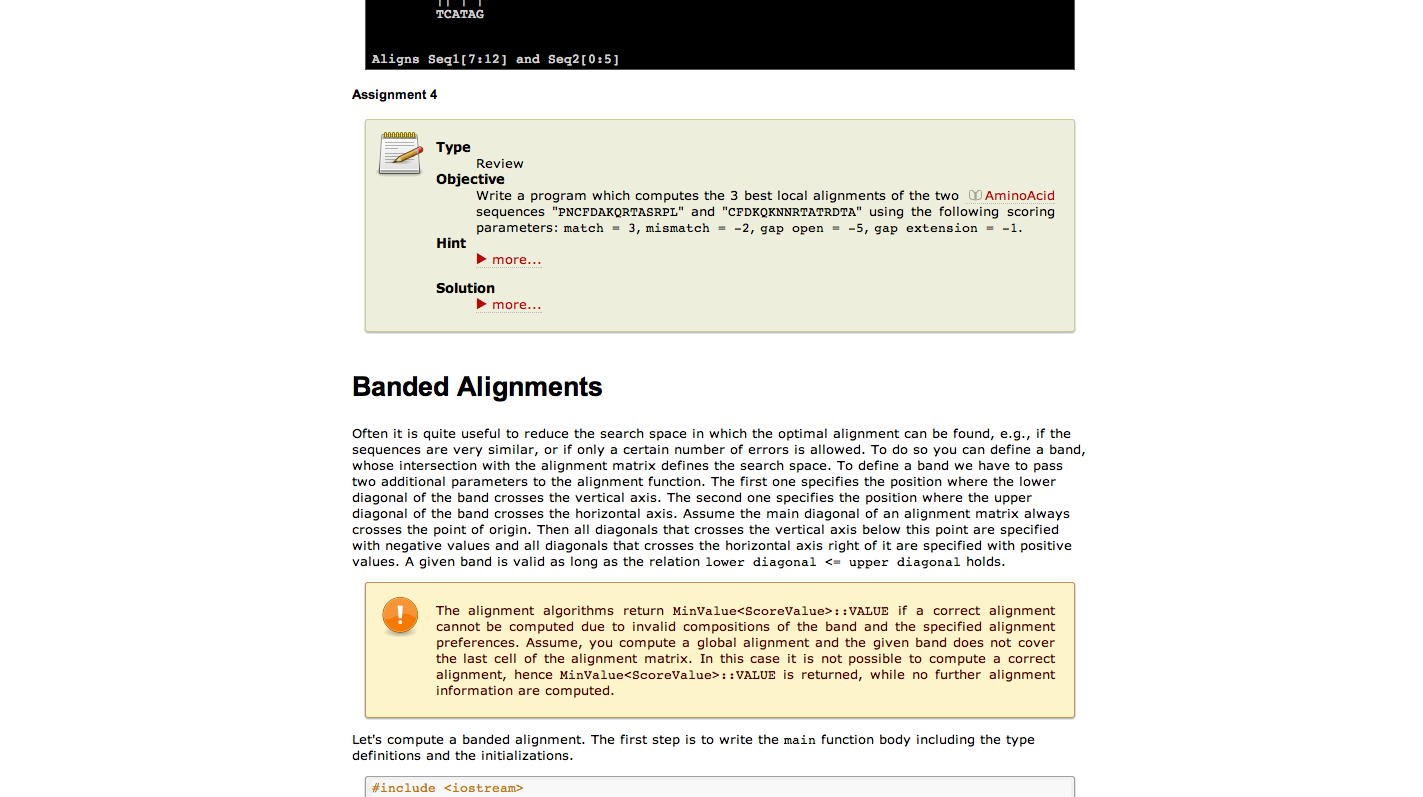 TCATAG
Aligns Seq1[7:12] and Seq2[0:5]
Assignment 4
Type
Review
Objective
Write a program which computes the 3 best local alignments of the two AminoAcid
sequences "PNCFDAKQRTASRPL" and "CFDKQKNNRTATRDTA" using the following scoring
parameters: match = 3, mismatch = -2, gap open = -5, gap extension = -1.
Hint
▶ more...
Solution
▶ more...
Banded Alignments
Often it is quite useful to reduce the search space in which the optimal alignment can be found, e.g., if the
sequences are very similar, or if only a certain number of errors is allowed. To do so you can define a band,
whose intersection with the alignment matrix defines the search space. To define a band we have to pass
two additional parameters to the alignment function. The first one specifies the position where the lower
diagonal of the band crosses the vertical axis. The second one specifies the position where the upper
diagonal of the band crosses the horizontal axis. Assume the main diagonal of an alignment matrix always
crosses the point of origin. Then all diagonals that crosses the vertical axis below this point are specified
with negative values and all diagonals that crosses the horizontal axis right of it are specified with positive
values. A given band is valid as long as the relation lower diagonal <= upper diagonal holds.
The alignment algorithms return MinValue<ScoreValue>::VALUE if a correct alignment
cannot be computed due to invalid compositions of the band and the specified alignment
preferences. Assume, you compute a global alignment and the given band does not cover
the last cell of the alignment matrix. In this case it is not possible to compute a correct
alignment, hence MinValue<ScoreValue>::VALUE is returned, while no further alignment
information are computed.
Let's compute a banded alignment. The first step is to write the main function body including the type
definitions and the initializations.
#include <iostream>